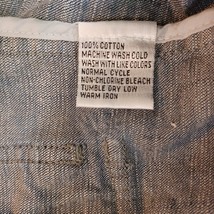 100% COTTON
MACHINE WASH COLD
WASH WITH LIKE COLORS
NORMAL CYCLE
NON-CHLORINE BLEACH
TUMBLE DRY LOW
WARM IRON